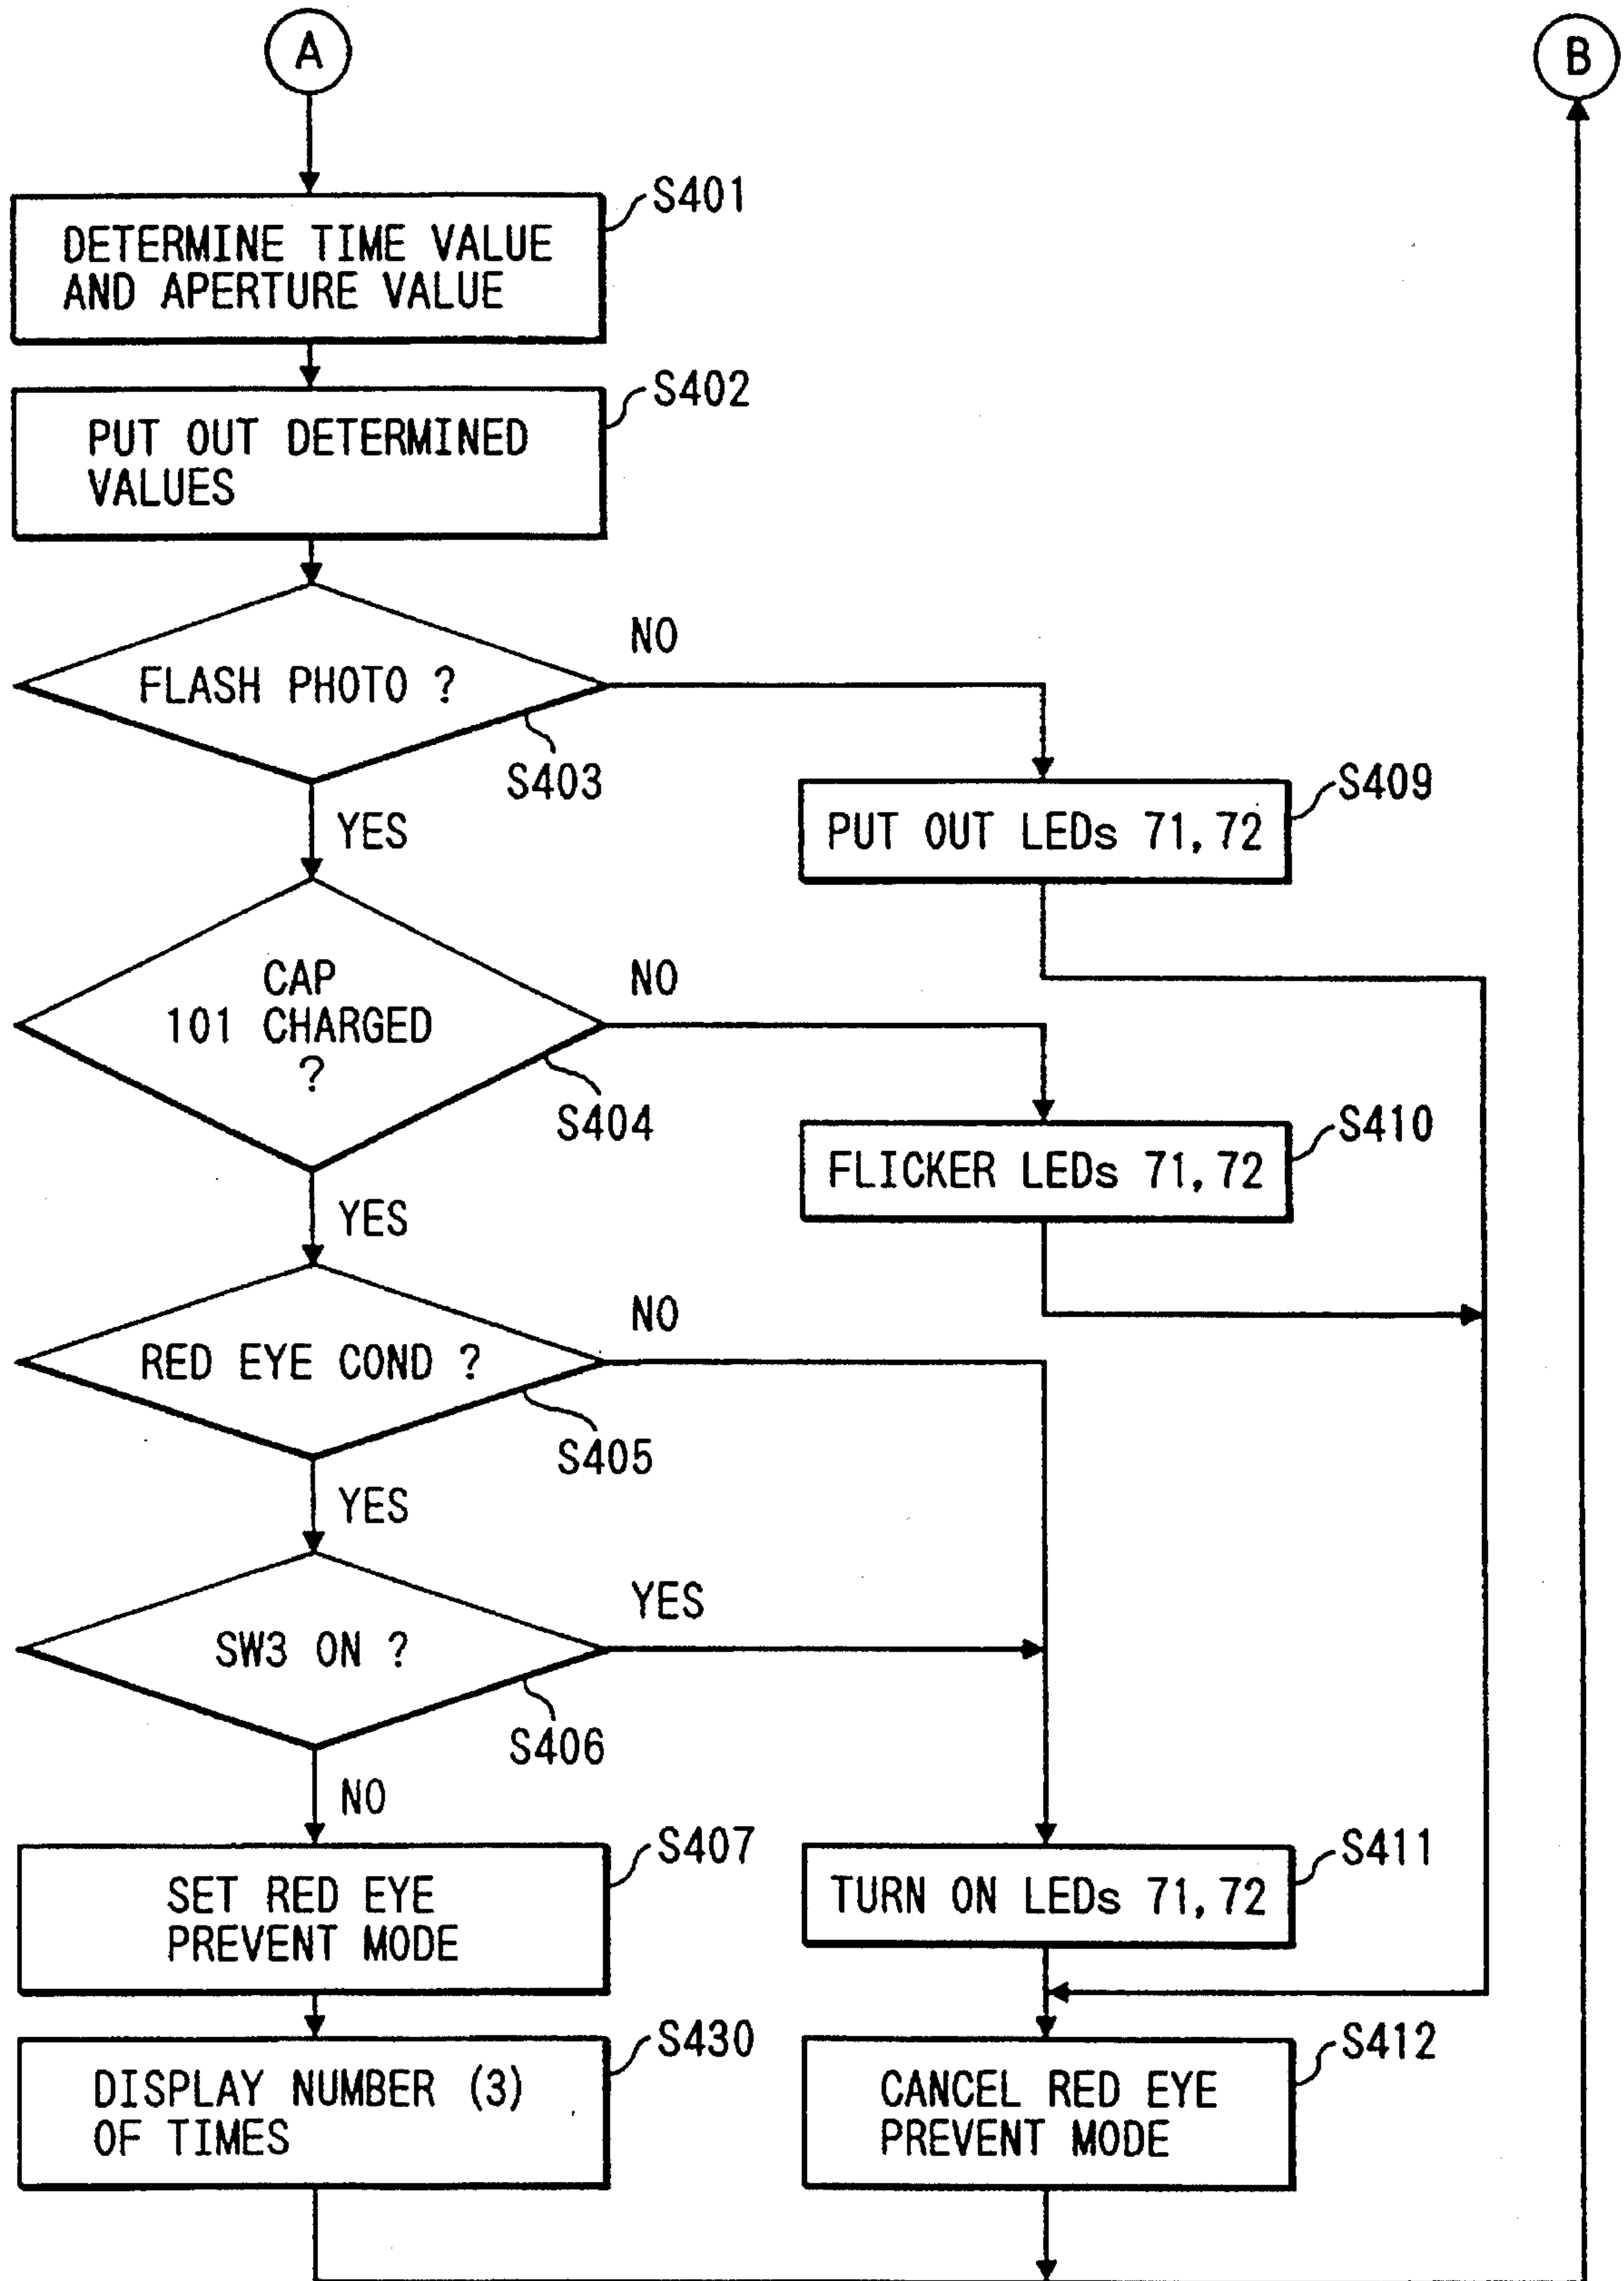 A
B
S401
DETERMINE TIME VALUE
AND APERTURE VALUE
S402
PUT OUT DETERMINED
VALUES
NO
FLASH PHOTO ?
S403
YES
S409
PUT OUT LEDs 71, 72
CAP
101 CHARGED
?
NO
S404
YES
S410
FLICKER LEDs 71, 72
NO
RED EYE COND ?
S405
YES
YES
SW3 ON ?
S406
NO
S407
SET RED EYE
PREVENT MODE
S411
TURN ON LEDs 71, 72
S430
DISPLAY NUMBER (3)
OF TIMES
S412
CANCEL RED EYE
PREVENT MODE